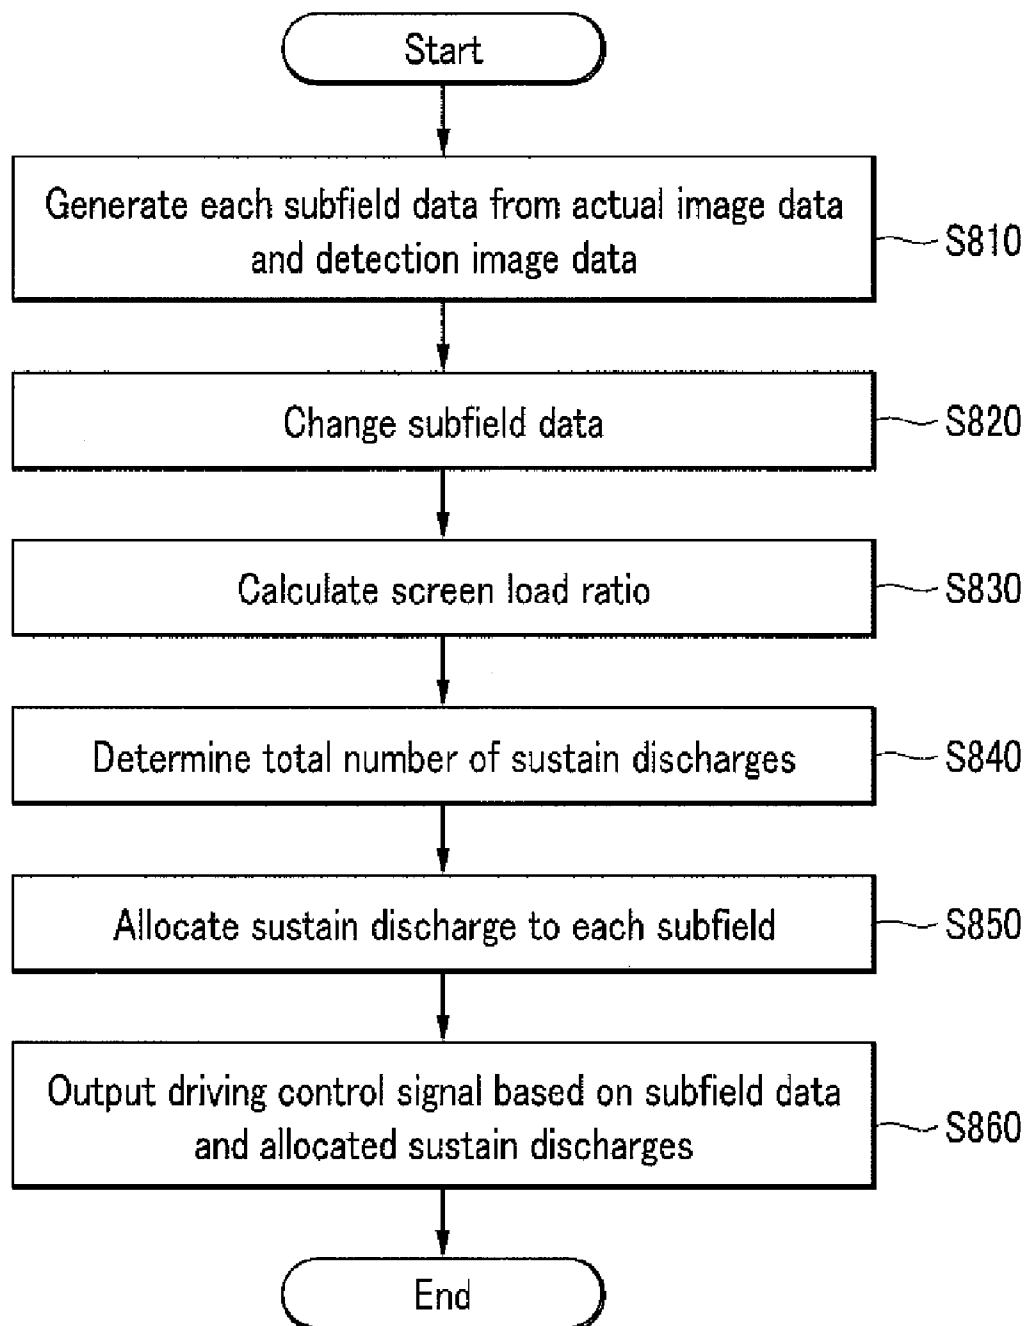 Start
Generate each subfield data from actual image data
and detection image data
S810
Change subfield data
S820
Calculate screen load ratio
S830
Determine total number of sustain discharges
S840
Allocate sustain discharge to each subfield
S850
Output driving control signal based on subfield data
and allocated sustain discharges
S860
End